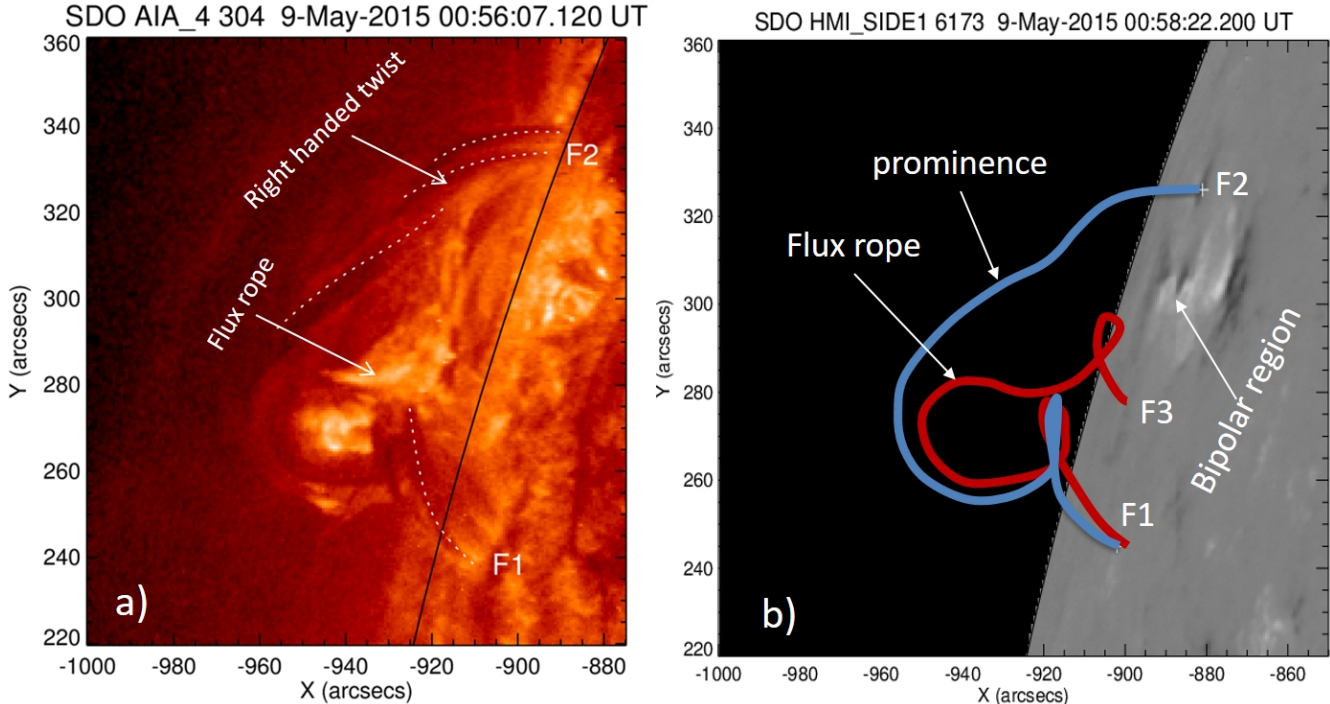 SDO AIA_4 304 9-May-2015 00:56:07.120 UT
360
340
320
300
280
260
240
220
Y (arcsecs)
-1000
-980
-960
-940
-920
-900
-880
X (arcsecs)
Right handed twist
F2
Flux rope
F1
a)
SDO HMI_SIDE1 6173 9-May-2015 00:58:22.200 UT
360
340
320
300
280
260
240
220
Y (arcsecs)
-1000
-980
-960
-940
-920
-900
-880
-860
X (arcsecs)
prominence
F2
Flux rope
F3
Bipolar region
F1
b)